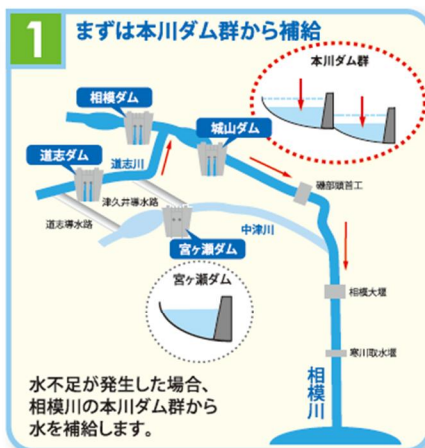 1 まずは本川ダム群から補給
本川ダム群
相模ダム
城山ダム
道志ダム
道志川
津久井導水路
道志導水路
磯部頭首工
中津川
宮ヶ瀬ダム
宮ヶ瀬ダム
相模大堰
寒川取水堰
相模川
水不足が発生した場合、
相模川の本川ダム群から
水を補給します。